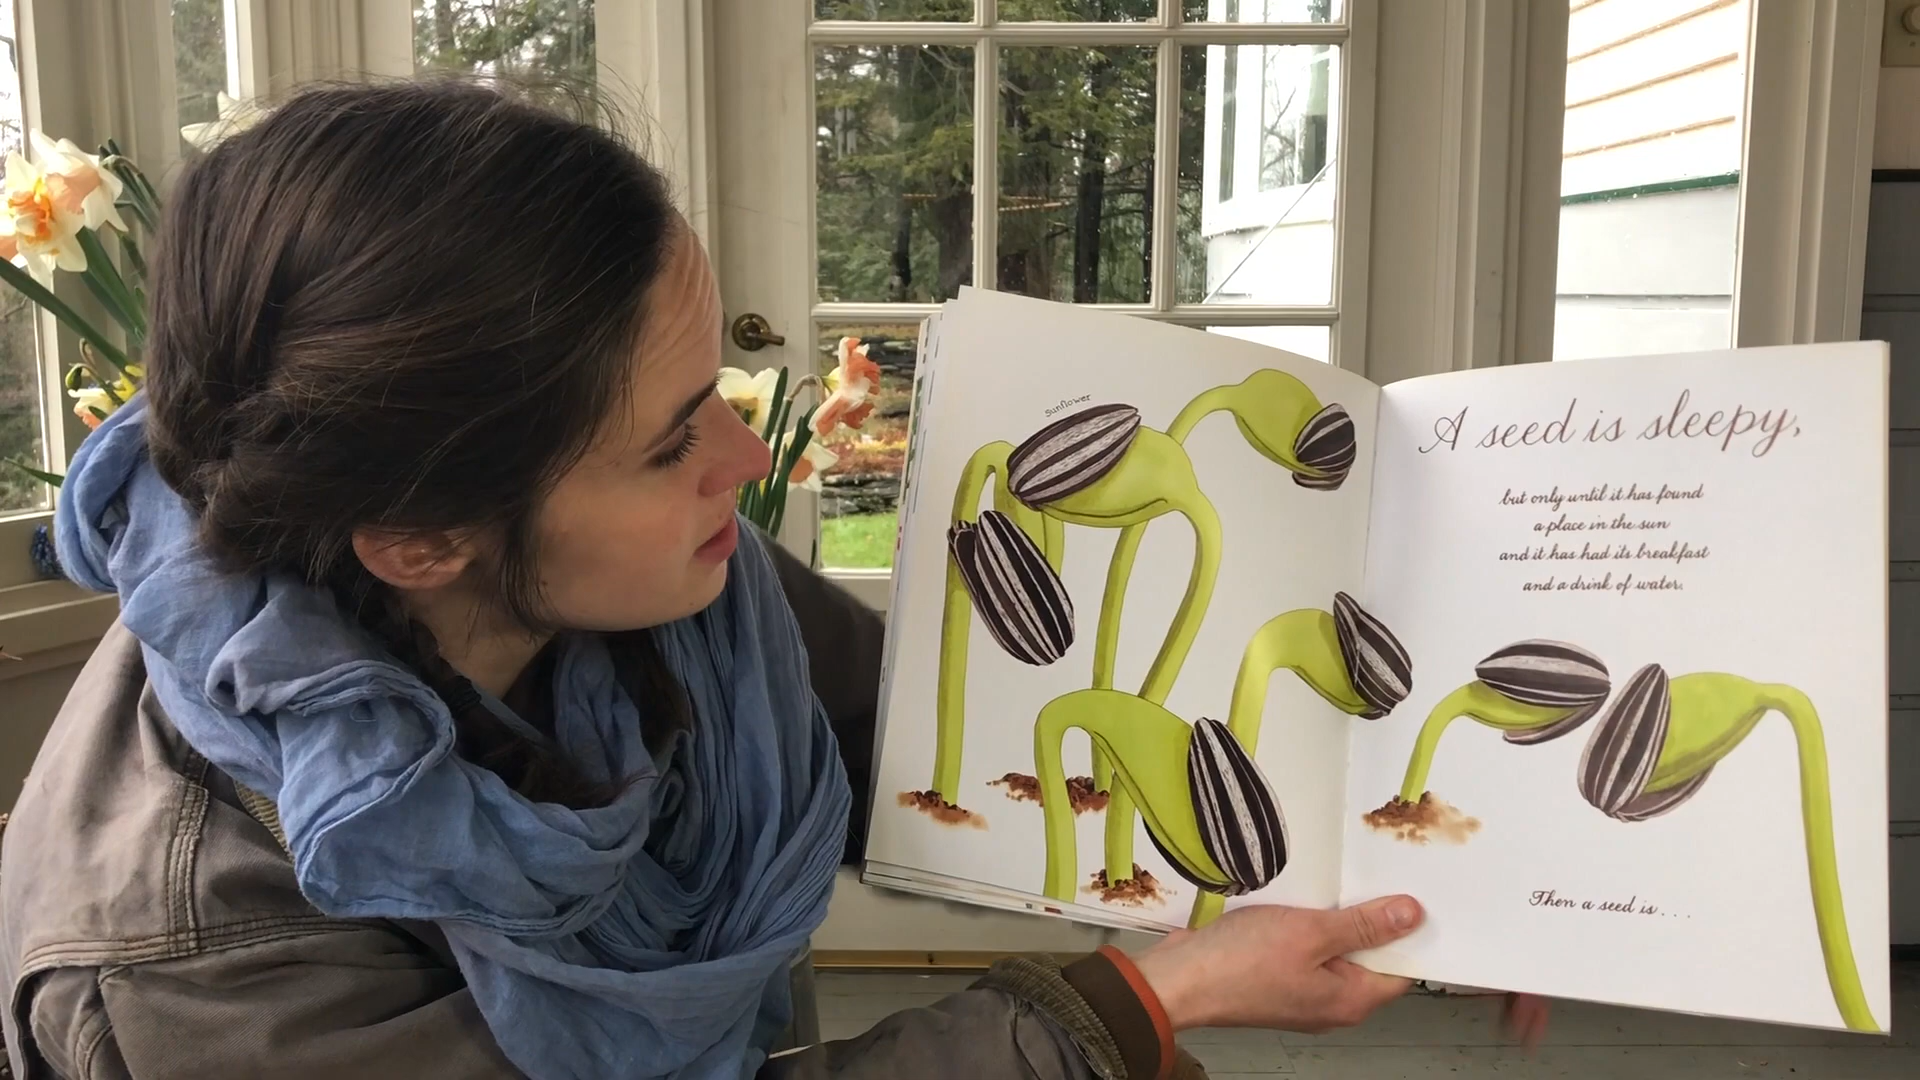 Sunflower
A seed is sleepy,
but only until it has found
a place in the sun
and it has had its breakfast
and a drink of water.
Then a seed is . . .